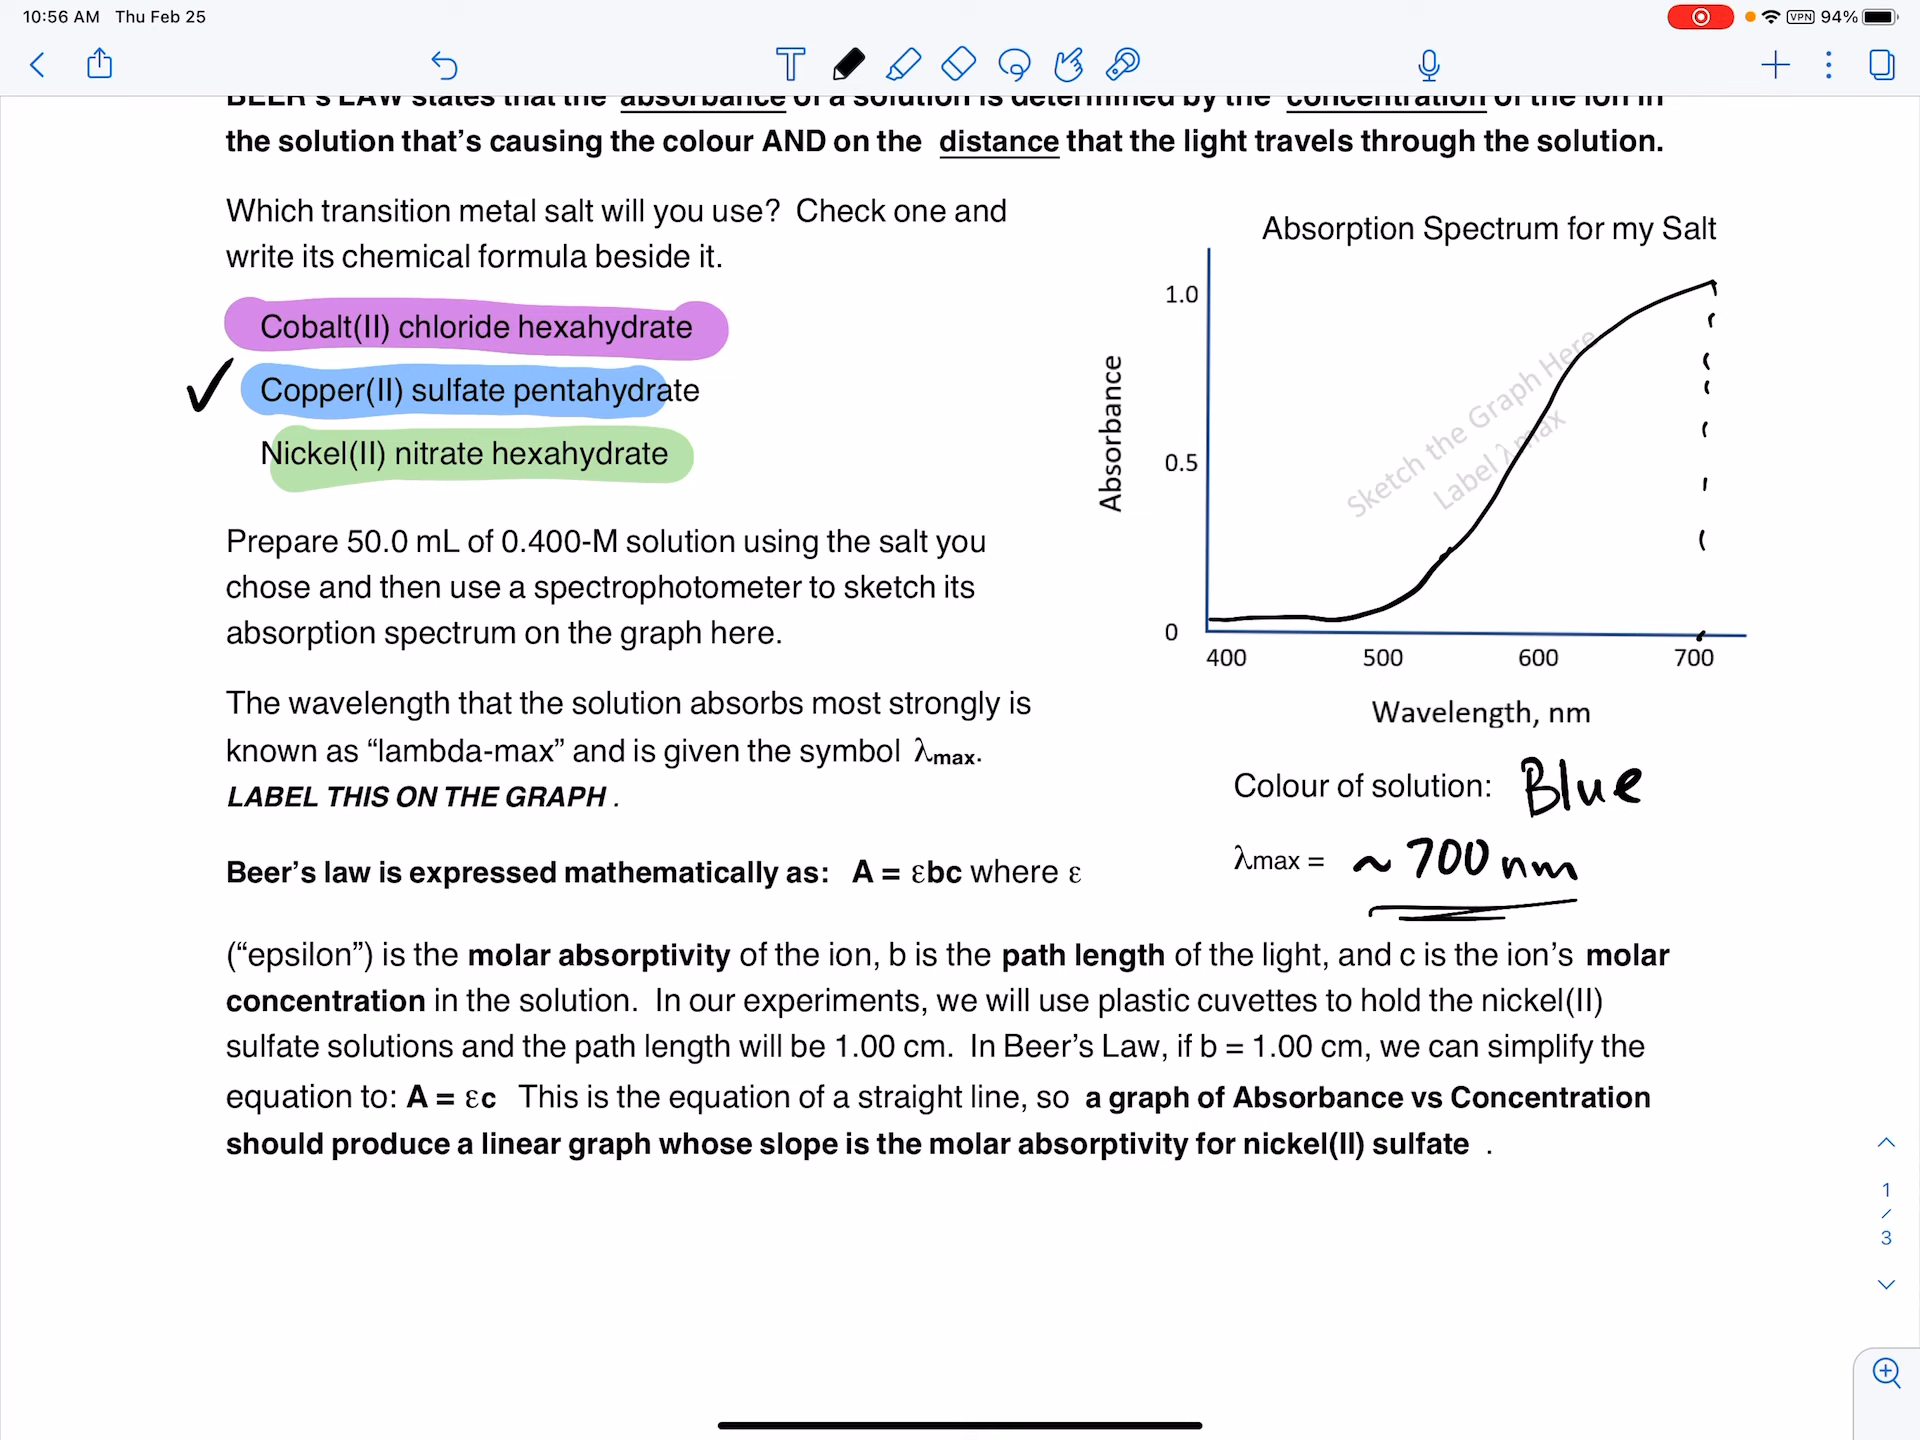 10:56 AM Thu Feb 25
VPN 94%
BEER's LAW states that the absorbance of a solution is determined by the concentration of the ion in
the solution that's causing the colour AND on the distance that the light travels through the solution.
Which transition metal salt will you use? Check one and
write its chemical formula beside it.
Cobalt(II) chloride hexahydrate
Copper(II) sulfate pentahydrate
Nickel(II) nitrate hexahydrate
Prepare 50.0 mL of 0.400-M solution using the salt you
chose and then use a spectrophotometer to sketch its
absorption spectrum on the graph here.
The wavelength that the solution absorbs most strongly is
known as “lambda-max” and is given the symbol λmax.
LABEL THIS ON THE GRAPH .
Absorption Spectrum for my Salt
1.0
0.5
0
Absorbance
Sketch the Graph Here
Label λ max
400 500 600 700
Wavelength, nm
Colour of solution: Blue
λmax = ~ 700 nm
Beer's law is expressed mathematically as: A = εbc where ε
(“epsilon”) is the molar absorptivity of the ion, b is the path length of the light, and c is the ion's molar
concentration in the solution. In our experiments, we will use plastic cuvettes to hold the nickel(II)
sulfate solutions and the path length will be 1.00 cm. In Beer's Law, if b = 1.00 cm, we can simplify the
equation to: A = εc This is the equation of a straight line, so a graph of Absorbance vs Concentration
should produce a linear graph whose slope is the molar absorptivity for nickel(II) sulfate .
1
/
3